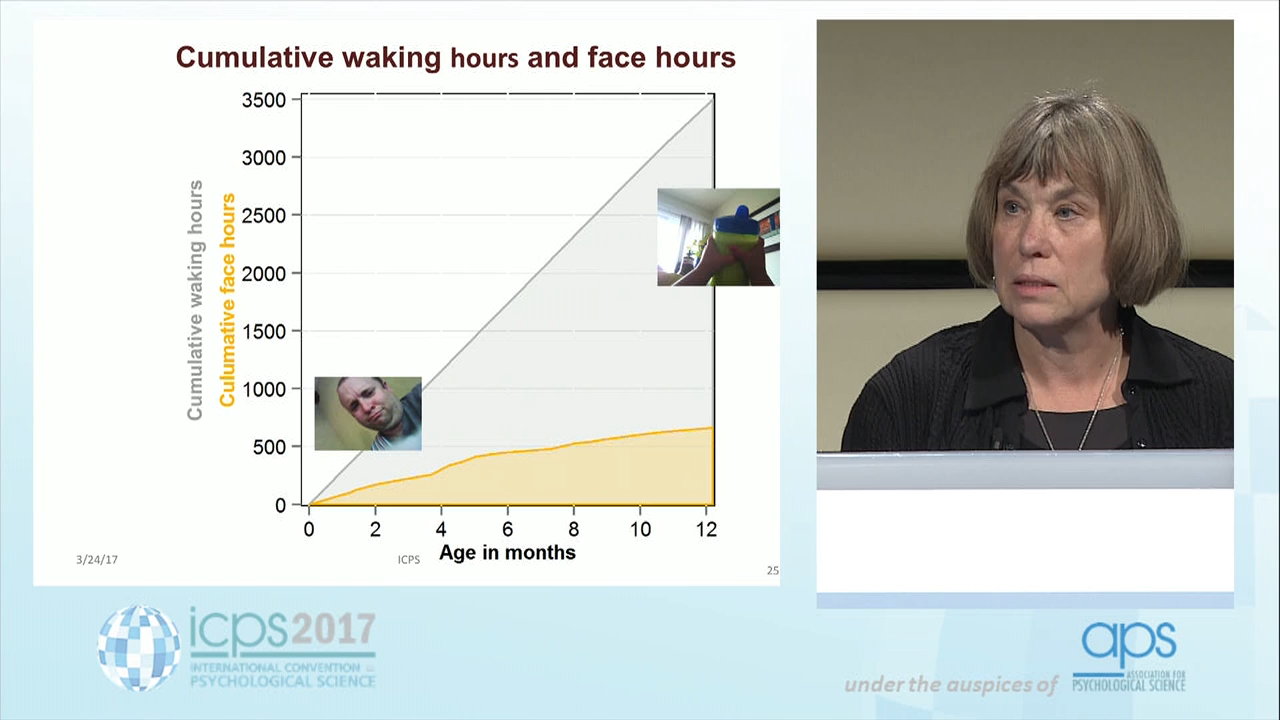 Cumulative waking hours and face hours
Cumulative waking hours
Culumative face hours
3500
3000
2500
2000
1500
1000
500
0
0 2 4 6 8 10 12
Age in months
3/24/17
ICPS
25
icps2017
INTERNATIONAL CONVENTION
PSYCHOLOGICAL SCIENCE
under the auspices of
aps
ASSOCIATION FOR
PSYCHOLOGICAL SCIENCE